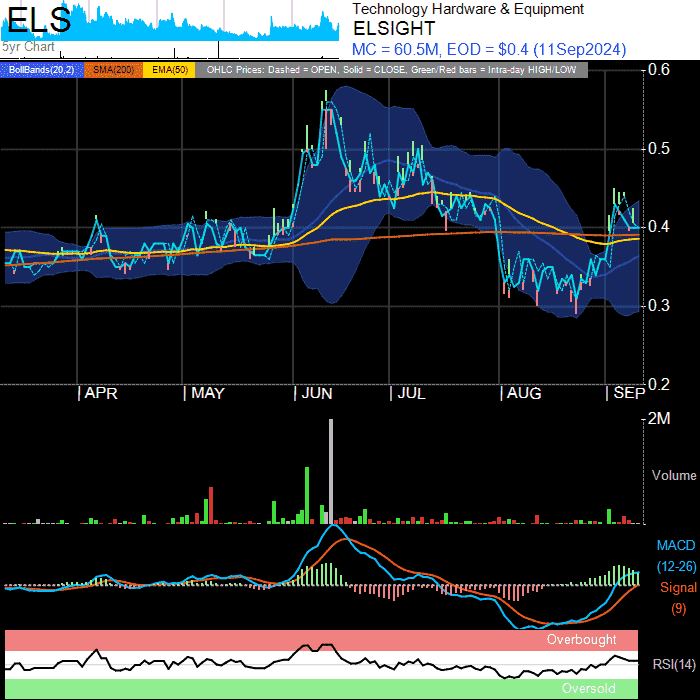 ELS
Technology Hardware & Equipment
ELSIGHT
5yr Chart
MC = 60.5M, EOD = $0.4 (11Sep2024)
BollBands(20,2) SMA(200) EMA(50) OHLC Prices: Dashed = OPEN, Solid = CLOSE, Green/Red bars = Intra-day HIGH/LOW
0.6
0.5
0.4
0.3
0.2
APR MAY JUN JUL AUG SEP
2M
Volume
MACD
(12-26)
Signal
(9)
Overbought
RSI(14)
Oversold